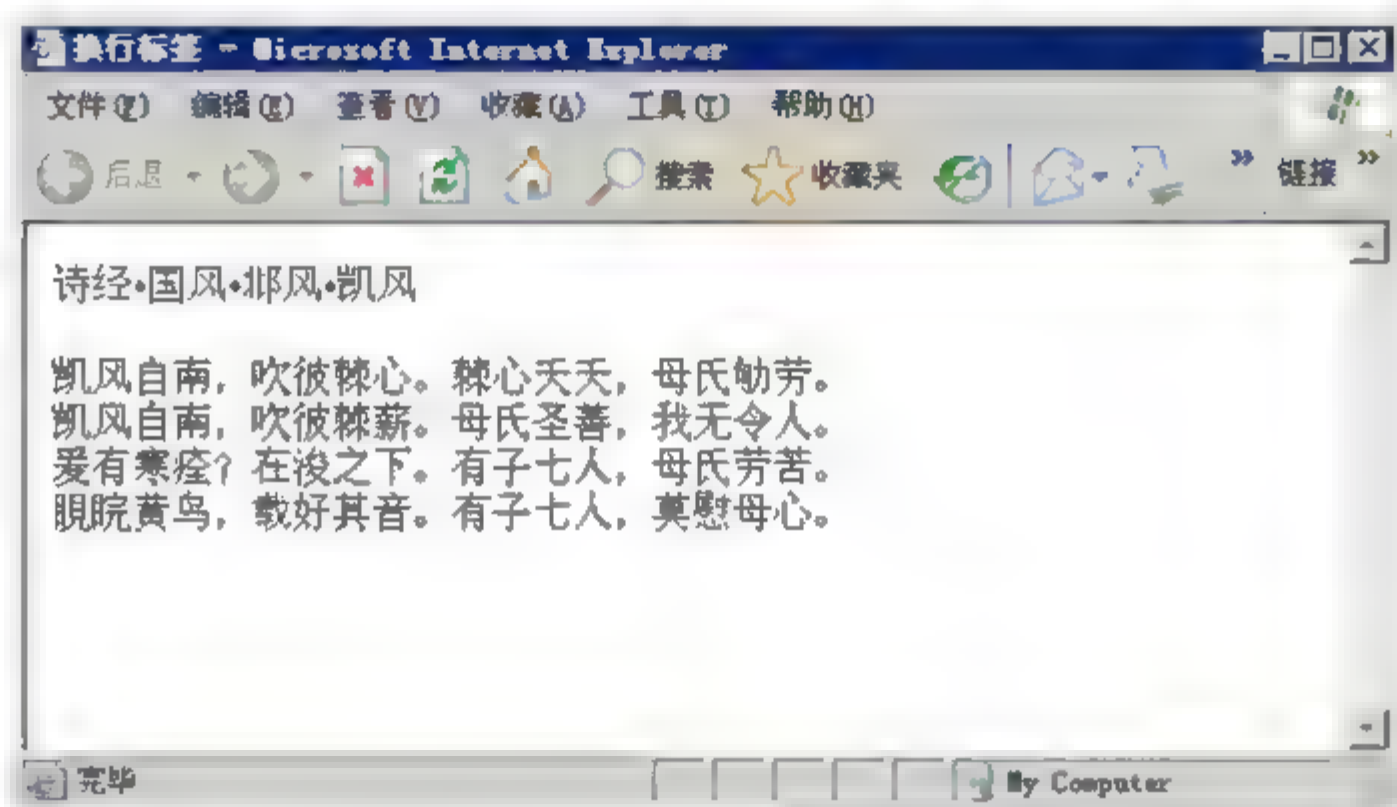 换行标签 - Microsoft Internet Explorer
文件(F) 编辑(E) 查看(V) 收藏(A) 工具(T) 帮助(H)
后退 搜索 收藏夹 » 链接 »
诗经•国风•邶风•凯风
凯风自南，吹彼棘心。棘心夭夭，母氏劬劳。
凯风自南，吹彼棘薪。母氏圣善，我无令人。
爰有寒痊？在浚之下。有子七人，母氏劳苦。
睍睆黄鸟，载好其音。有子七人，莫慰母心。
完毕 My Computer